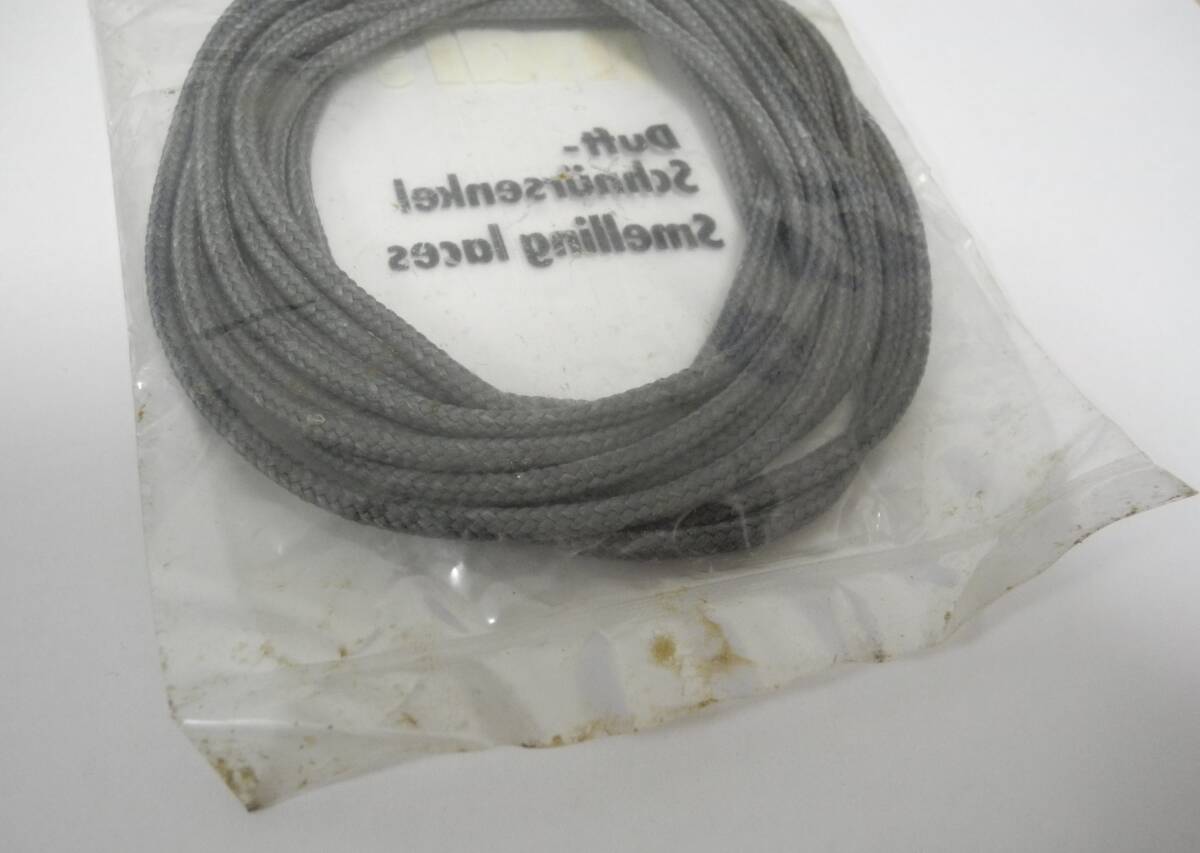 Duft-
Schnürsenkel
Smelling laces